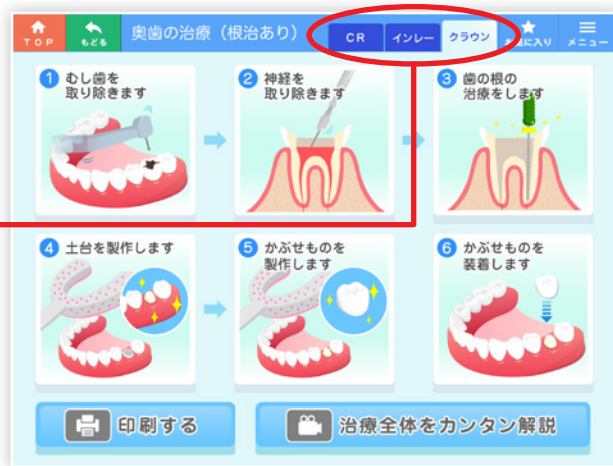 TOP
もどる
奥歯の治療（根治あり）
CR
インレー
クラウン
に入り
メニュー
1 むし歯を
取り除きます
2 神経を
取り除きます
3 歯の根の
治療をします
4 土台を製作します
5 かぶせものを
製作します
6 かぶせものを
装着します
印刷する
治療全体をカンタン解説